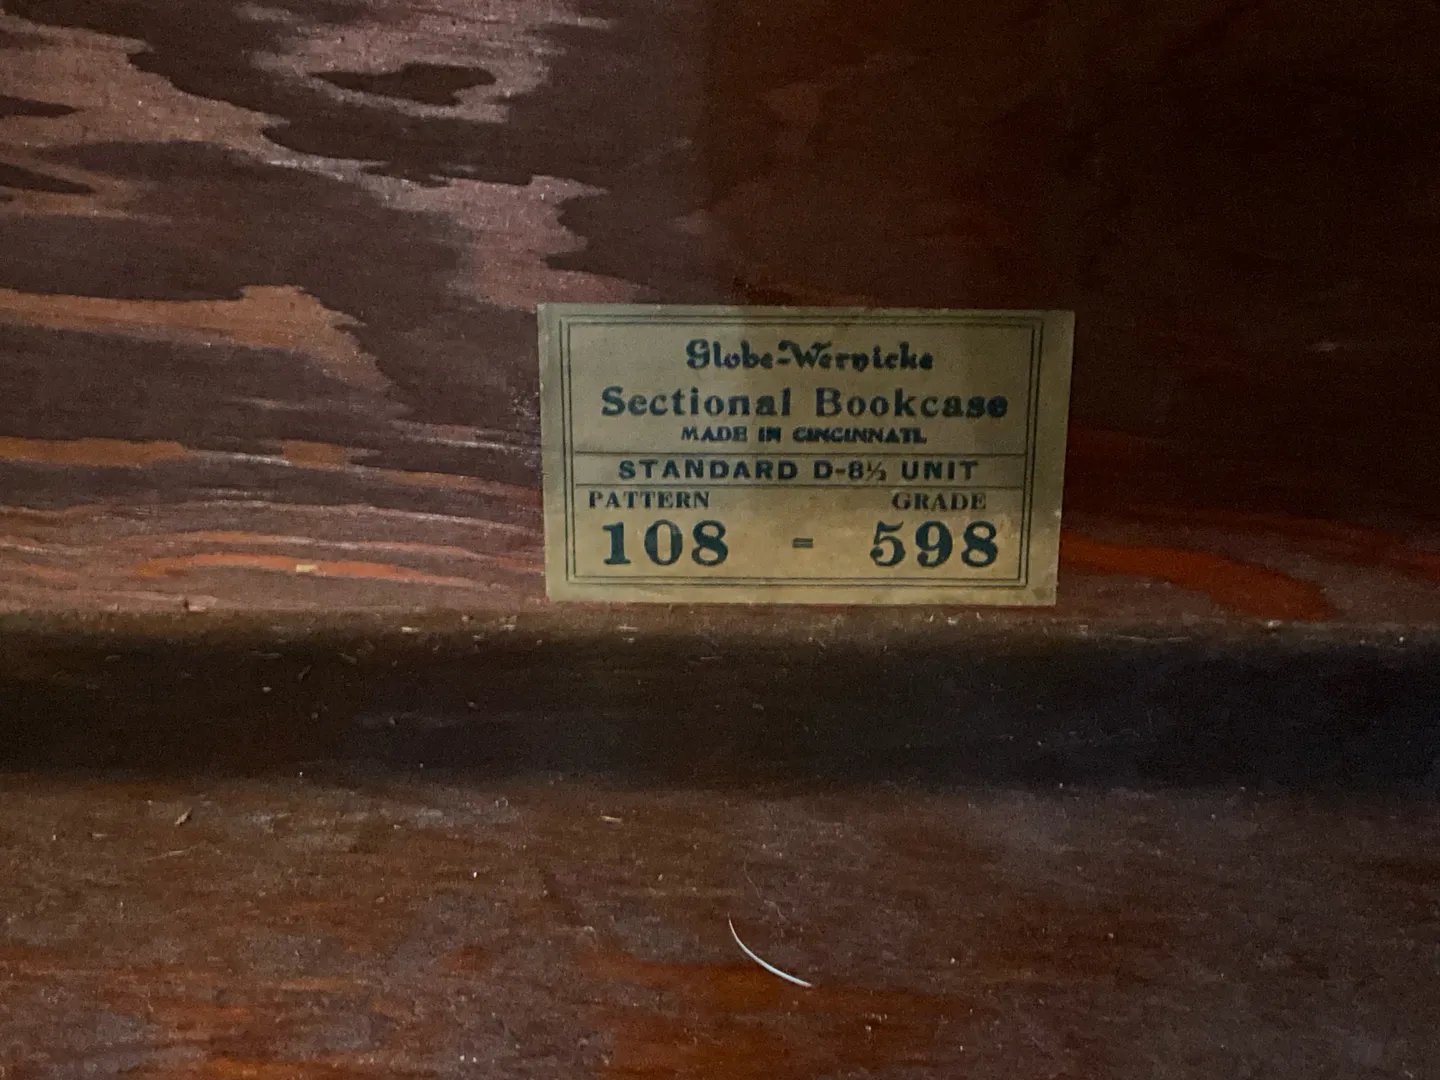 Globe-Wernicke
Sectional Bookcase
MADE IN CINCINNATI.
STANDARD D-8½ UNIT
PATTERN GRADE
108 - 598